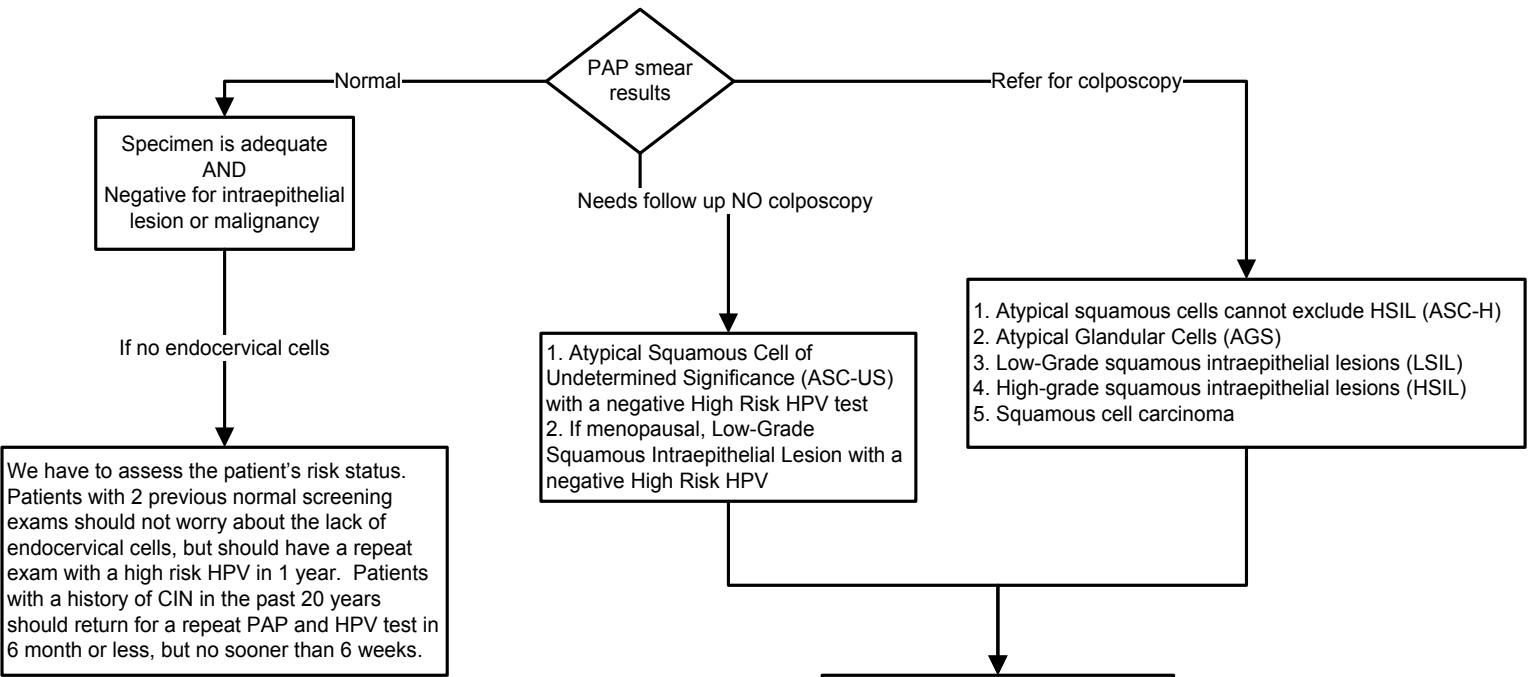 PAP smear
results
Normal
Refer for colposcopy
Specimen is adequate
AND
Negative for intraepithelial
lesion or malignancy
Needs follow up NO colposcopy
If no endocervical cells
1. Atypical Squamous Cell of
Undetermined Significance (ASC-US)
with a negative High Risk HPV test
2. If menopausal, Low-Grade
Squamous Intraepithelial Lesion with a
negative High Risk HPV
1. Atypical squamous cells cannot exclude HSIL (ASC-H)
2. Atypical Glandular Cells (AGS)
3. Low-Grade squamous intraepithelial lesions (LSIL)
4. High-grade squamous intraepithelial lesions (HSIL)
5. Squamous cell carcinoma
We have to assess the patient's risk status.
Patients with 2 previous normal screening
exams should not worry about the lack of
endocervical cells, but should have a repeat
exam with a high risk HPV in 1 year.  Patients
with a history of CIN in the past 20 years
should return for a repeat PAP and HPV test in
6 month or less, but no sooner than 6 weeks.